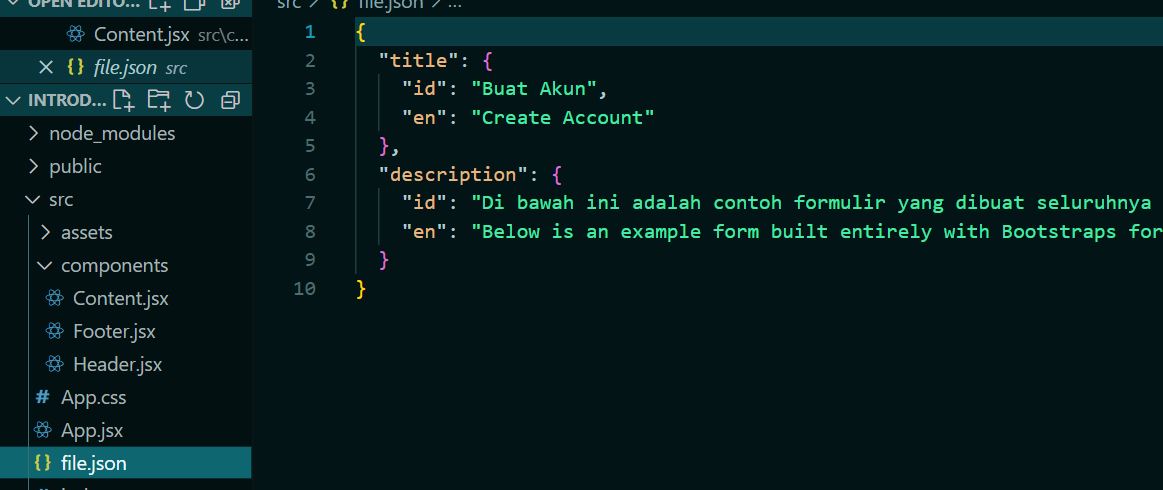 OPEN EDITO...
Content.jsx src\c...
file.json src
INTROD...
node_modules
public
src
assets
components
Content.jsx
Footer.jsx
Header.jsx
App.css
App.jsx
file.json
src > {} file.json > ...
1 {
2 "title": {
3 "id": "Buat Akun",
4 "en": "Create Account"
5 },
6 "description": {
7 "id": "Di bawah ini adalah contoh formulir yang dibuat seluruhnya
8 "en": "Below is an example form built entirely with Bootstraps for
9 }
10 }